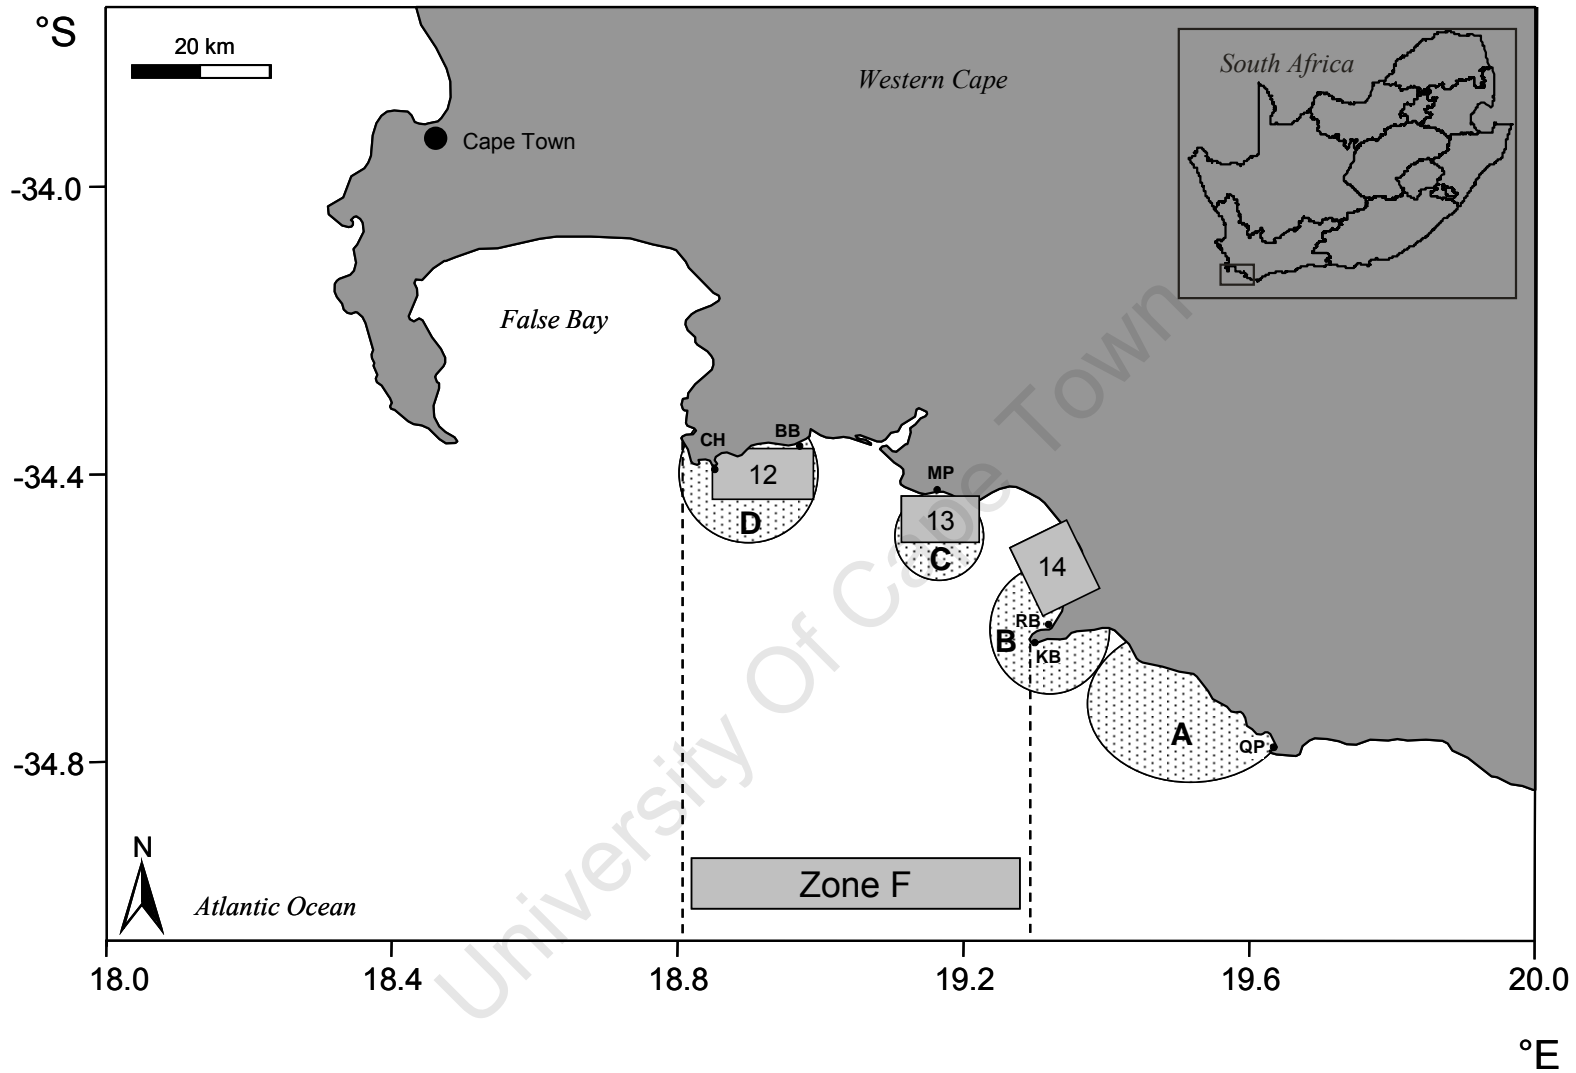 °S
20 km
Western Cape
South Africa
Cape Town
-34.0
False Bay
CH
BB
MP
-34.4
12
13
D
C
14
RB
B
KB
A
QP
-34.8
N
Zone F
Atlantic Ocean
18.0
18.4
18.8
19.2
19.6
20.0
°E
University Of Cape Town